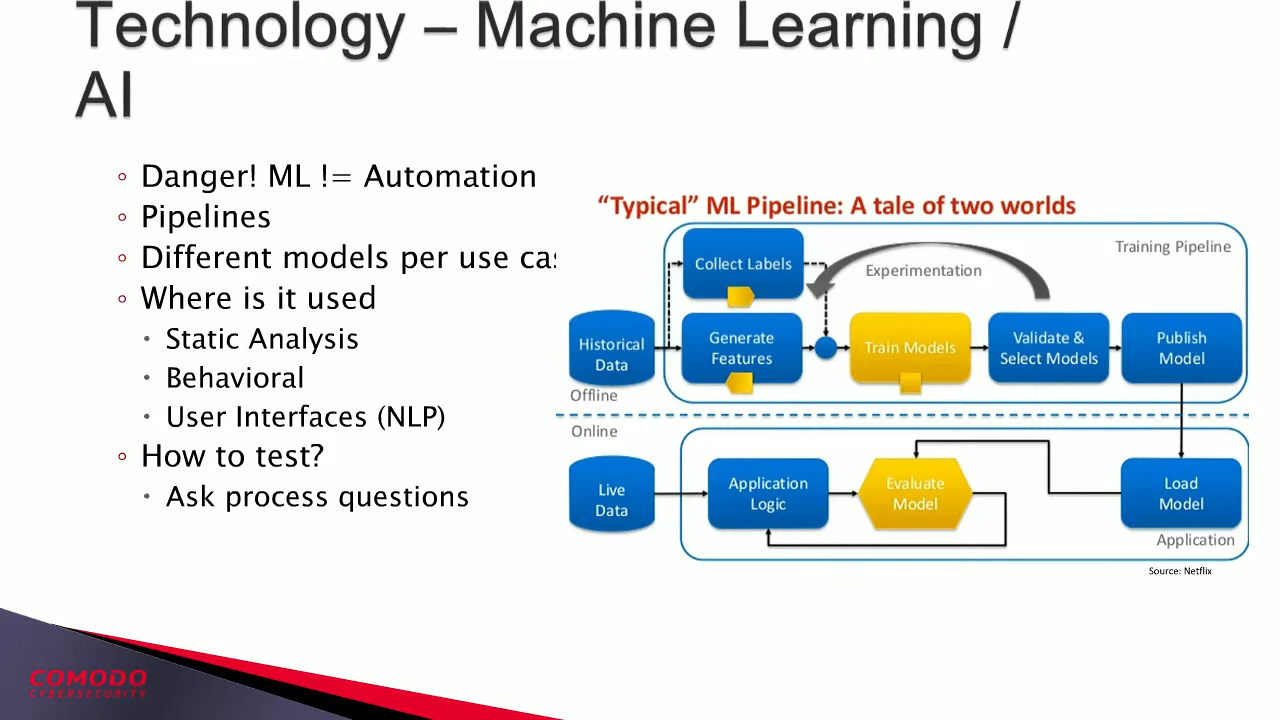 Technology – Machine Learning /
AI
Danger! ML != Automation
Pipelines
Different models per use
Where is it used
Static Analysis
Behavioral
User Interfaces (NLP)
How to test?
Ask process questions
“Typical” ML Pipeline: A tale of two worlds
Training Pipeline
Collect Labels
Experimentation
Historical
Data
Generate
Features
Train Models
Validate &
Select Models
Publish
Model
Offline
Online
Live
Data
Application
Logic
Evaluate
Model
Load
Model
Application
Source: Netflix
COMODO
CYBERSECURITY